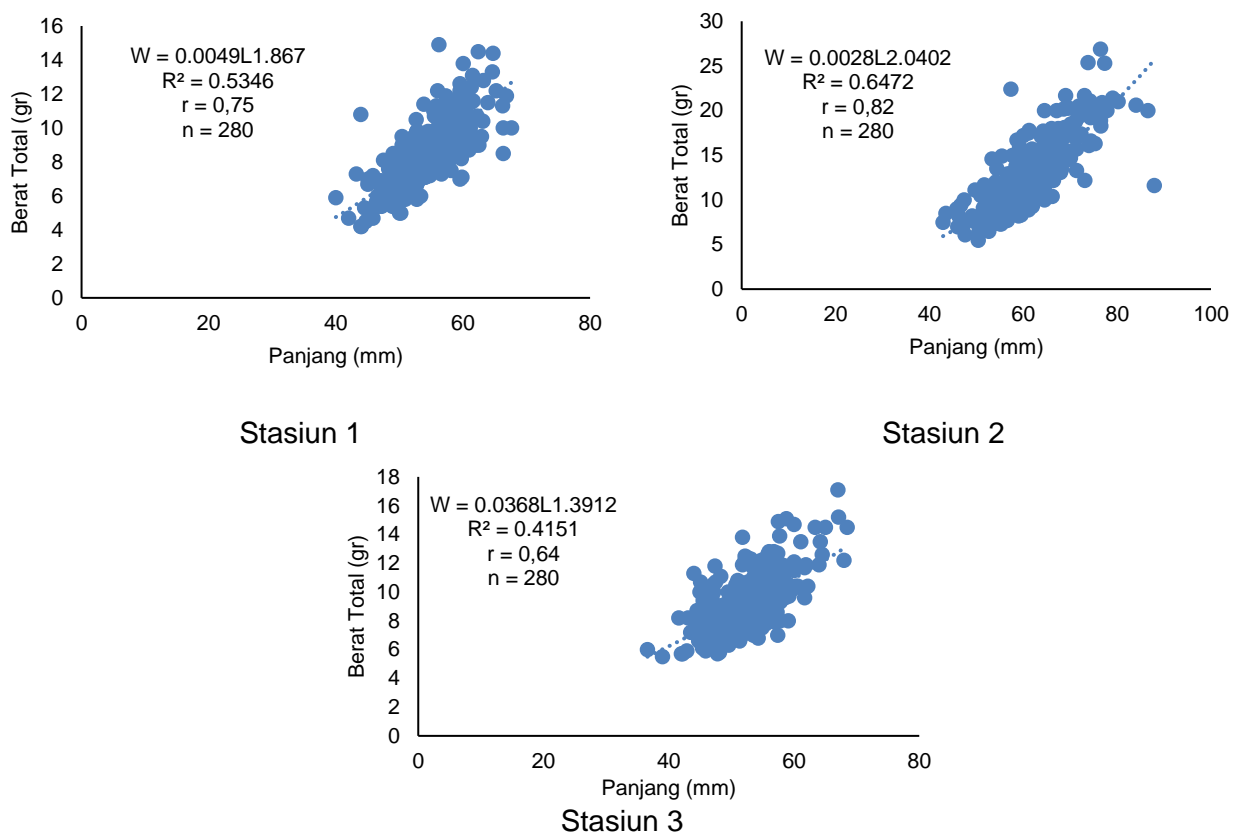 W = 0.0049L1.867
R² = 0.5346
r = 0,75
n = 280
16
14
12
10
8
6
4
2
0
Berat Total (gr)
0 20 40 60 80
Panjang (mm)
Stasiun 1
W = 0.0028L2.0402
R² = 0.6472
r = 0,82
n = 280
30
25
20
15
10
5
0
Berat Total (gr)
0 20 40 60 80 100
Panjang (mm)
Stasiun 2
W = 0.0368L1.3912
R² = 0.4151
r = 0,64
n = 280
18
16
14
12
10
8
6
4
2
0
Berat Total (gr)
0 20 40 60 80
Panjang (mm)
Stasiun 3